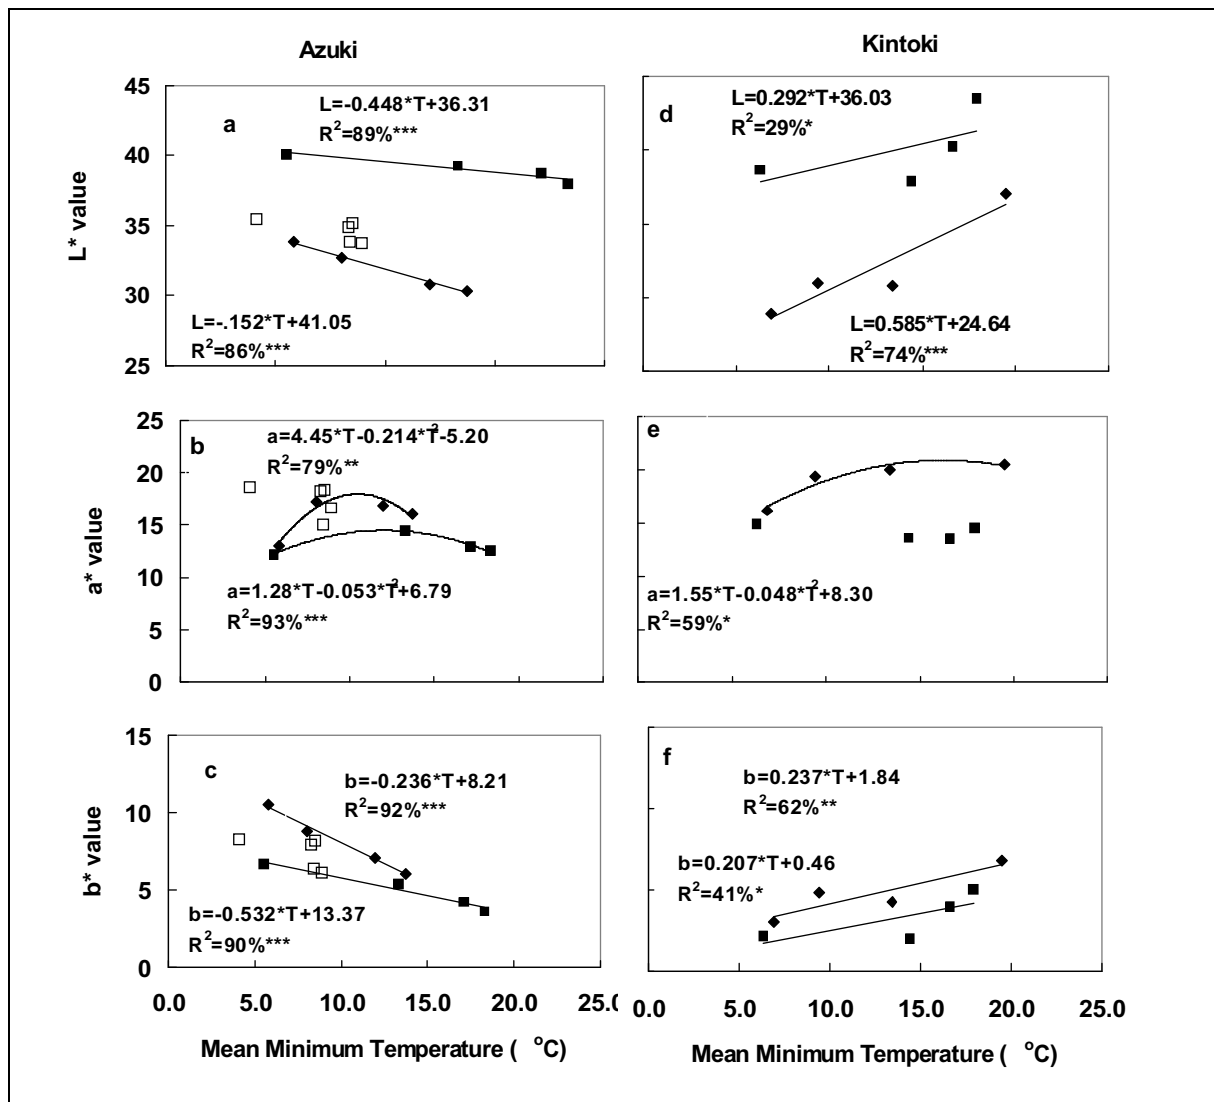 Azuki
Kintoki
L* value
45
40
35
30
25
a
L=-0.448*T+36.31
R2=89%***
L=-.152*T+41.05
R2=86%***
d
L=0.292*T+36.03
R2=29%*
L=0.585*T+24.64
R2=74%***
a* value
25
20
15
10
5
0
b
a=4.45*T-0.214*T2-5.20
R2=79%**
a=1.28*T-0.053*T2+6.79
R2=93%***
e
a=1.55*T-0.048*T2+8.30
R2=59%*
b* value
15
10
5
0
c
b=-0.236*T+8.21
R2=92%***
b=-0.532*T+13.37
R2=90%***
f
b=0.237*T+1.84
R2=62%**
b=0.207*T+0.46
R2=41%*
0.0 5.0 10.0 15.0 20.0 25.0
Mean Minimum Temperature ( oC)
0.0 5.0 10.0 15.0 20.0 25.0
Mean Minimum Temperature ( oC)